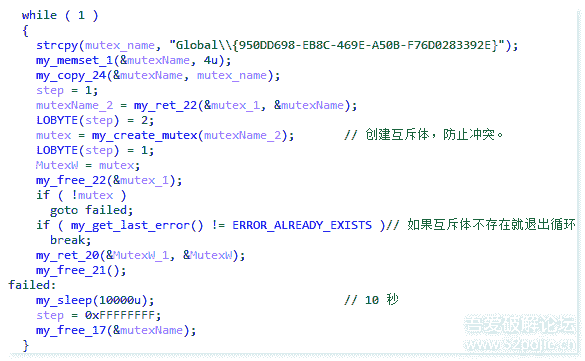 while ( 1 )
{
strcpy(mutex_name, "Global\\{950DD698-EB8C-469E-A50B-F76D0283392E}");
my_memset_1(&mutexName, 4u);
my_copy_24(&mutexName, mutex_name);
step = 1;
mutexName_2 = my_ret_22(&mutex_1, &mutexName);
LOBYTE(step) = 2;
mutex = my_create_mutex(mutexName_2); // 创建互斥体，防止冲突。
LOBYTE(step) = 1;
MutexW = mutex;
my_free_22(&mutex_1);
if ( !mutex )
goto failed;
if ( my_get_last_error() != ERROR_ALREADY_EXISTS )// 如果互斥体不存在就退出循环
break;
my_ret_20(&MutexW_1, &MutexW);
my_free_21();
failed:
my_sleep(10000u); // 10 秒
step = 0xFFFFFFFF;
my_free_17(&mutexName);
}
吾爱破解论坛
www.52pojie.cn